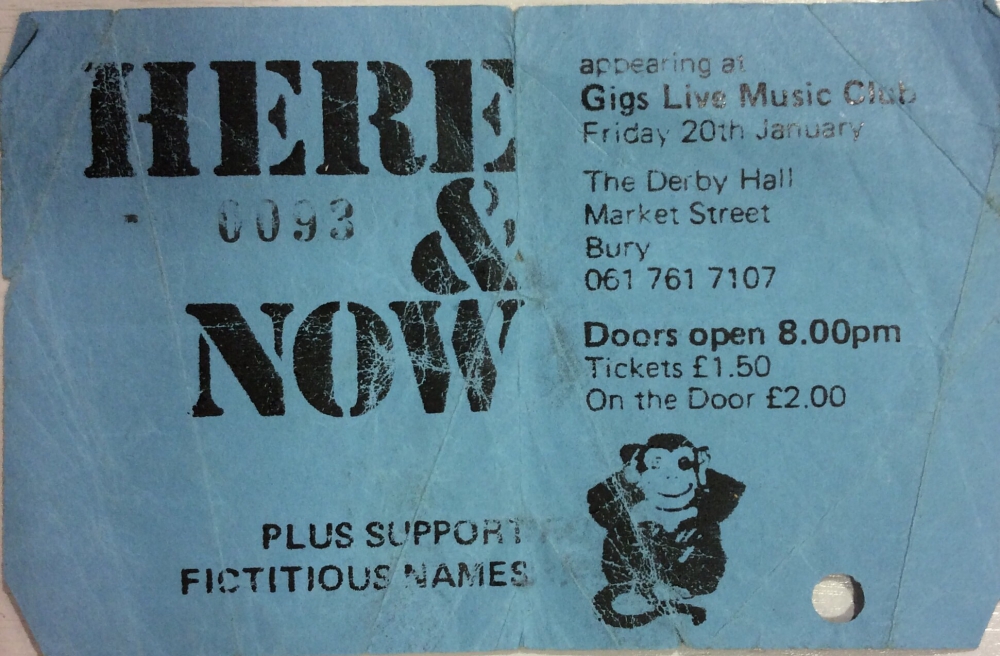 HERE
&
NOW
0093
PLUS SUPPORT
FICTITIOUS NAMES
appearing at
Gigs Live Music Club
Friday 20th January
The Derby Hall
Market Street
Bury
061 761 7107
Doors open 8.00pm
Tickets £1.50
On the Door £2.00